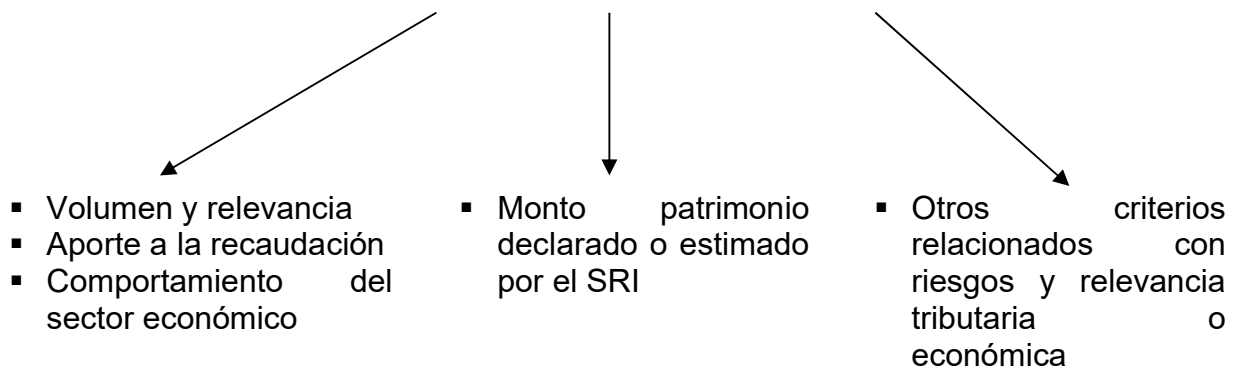 ▪ Volumen y relevancia
▪ Aporte a la recaudación
▪ Comportamiento del
sector económico
▪ Monto patrimonio
declarado o estimado
por el SRI
▪ Otros criterios
relacionados con
riesgos y relevancia
tributaria o
económica